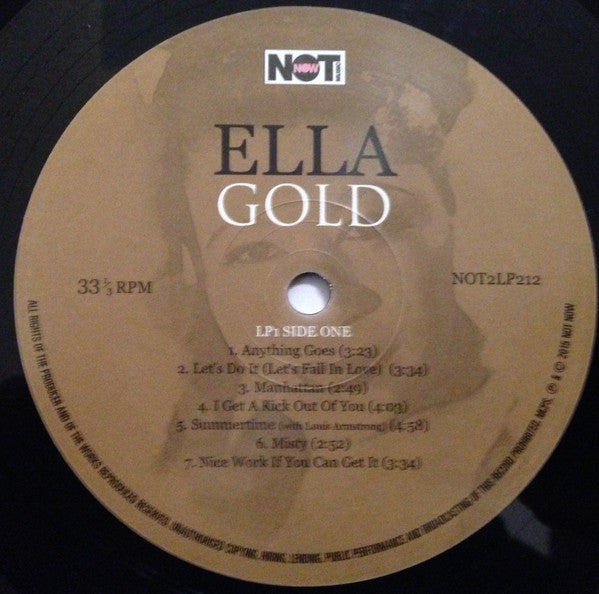 NOT NOW MUSIC
ELLA
GOLD
33 1/3 RPM
NOT2LP212
LP1 SIDE ONE
1. Anything Goes (3:23)
2. Let's Do It (Let's Fall In Love) (3:34)
3. Manhattan (2:49)
4. I Get A Kick Out Of You (4:03)
5. Summertime (with Louis Armstrong) (4:58)
6. Misty (2:52)
7. Nice Work If You Can Get It (3:34)
ALL RIGHTS OF THE PRODUCER AND OF THE WORKS REPRODUCED RESERVED. UNAUTHORISED COPYING, HIRING, LENDING, PUBLIC PERFORMANCE AND BROADCASTING OF THIS RECORD PROHIBITED. MCPS. ℗ & © 2015 NOT NOW